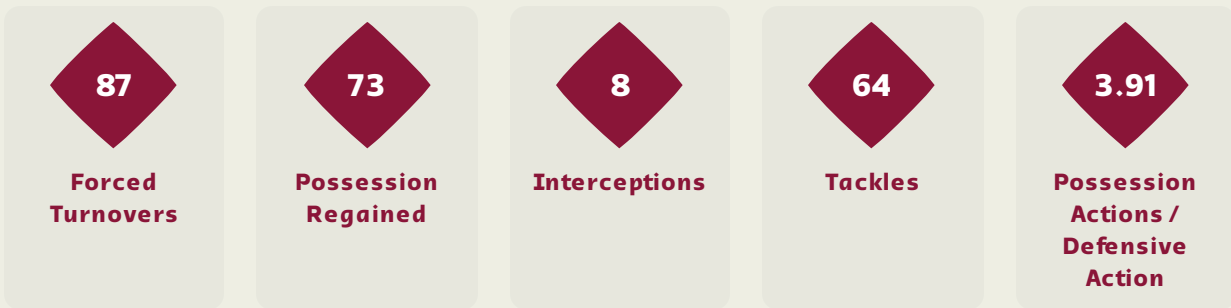 87
Forced
Turnovers
73
Possession
Regained
8
Interceptions
64
Tackles
3.91
Possession
Actions /
Defensive
Action